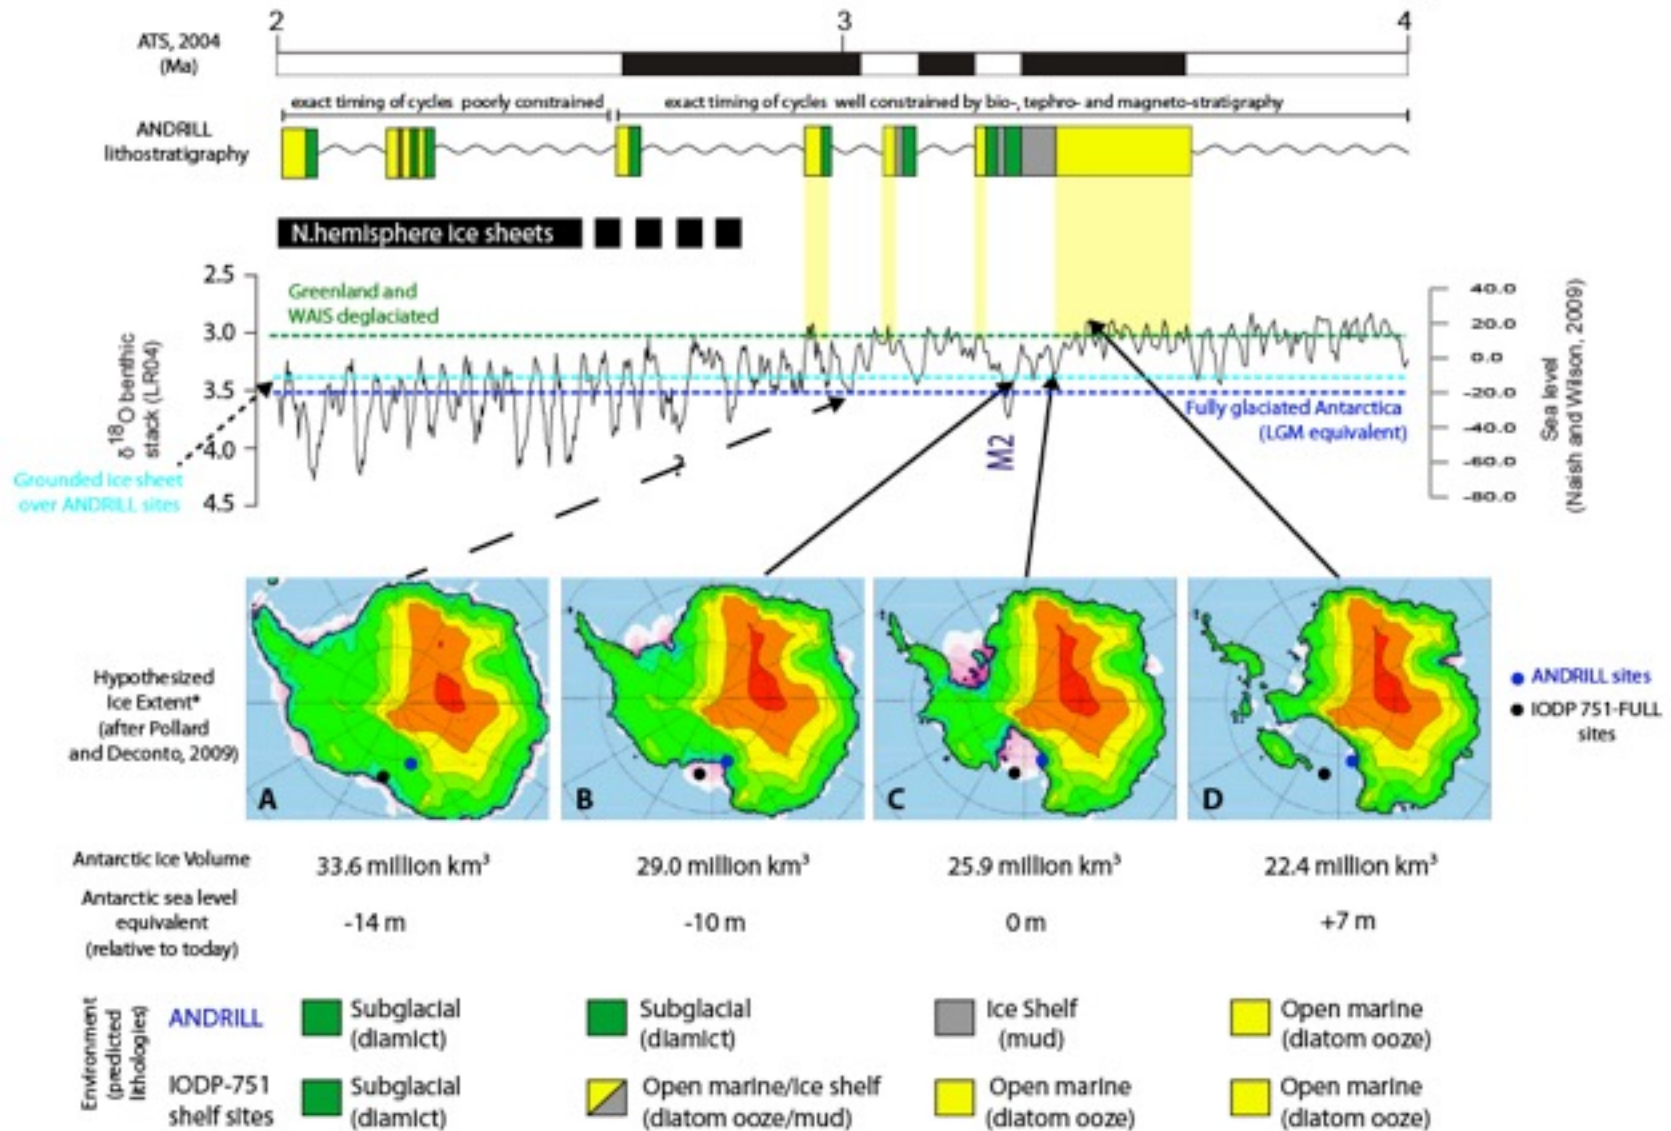 2 3 4
ATS, 2004
(Ma)
exact timing of cycles poorly constrained
exact timing of cycles well constrained by bio-, tephro- and magneto-stratigraphy
ANDRILL
lithostratigraphy
N.hemisphere ice sheets
2.5
3.0
3.5
4.0
4.5
δ18O benthic
stack (LR04)
Greenland and
WAIS deglaciated
40.0
20.0
0.0
-20.0
-40.0
-60.0
-80.0
Sea level
(Naish and Wilson, 2009)
Fully glaciated Antarctica
(LGM equivalent)
M2
?
Grounded ice sheet
over ANDRILL sites
Hypothesized
Ice Extent*
(after Pollard
and Deconto, 2009)
A B C D
ANDRILL sites
IODP 751-FULL
sites
Antarctic Ice Volume
33.6 million km³ 29.0 million km³ 25.9 million km³ 22.4 million km³
Antarctic sea level
equivalent
(relative to today)
-14 m -10 m 0 m +7 m
Environment
(predicted
lithologies)
ANDRILL
Subglacial
(diamict)
Subglacial
(diamict)
Ice Shelf
(mud)
Open marine
(diatom ooze)
IODP-751
shelf sites
Subglacial
(diamict)
Open marine/ice shelf
(diatom ooze/mud)
Open marine
(diatom ooze)
Open marine
(diatom ooze)